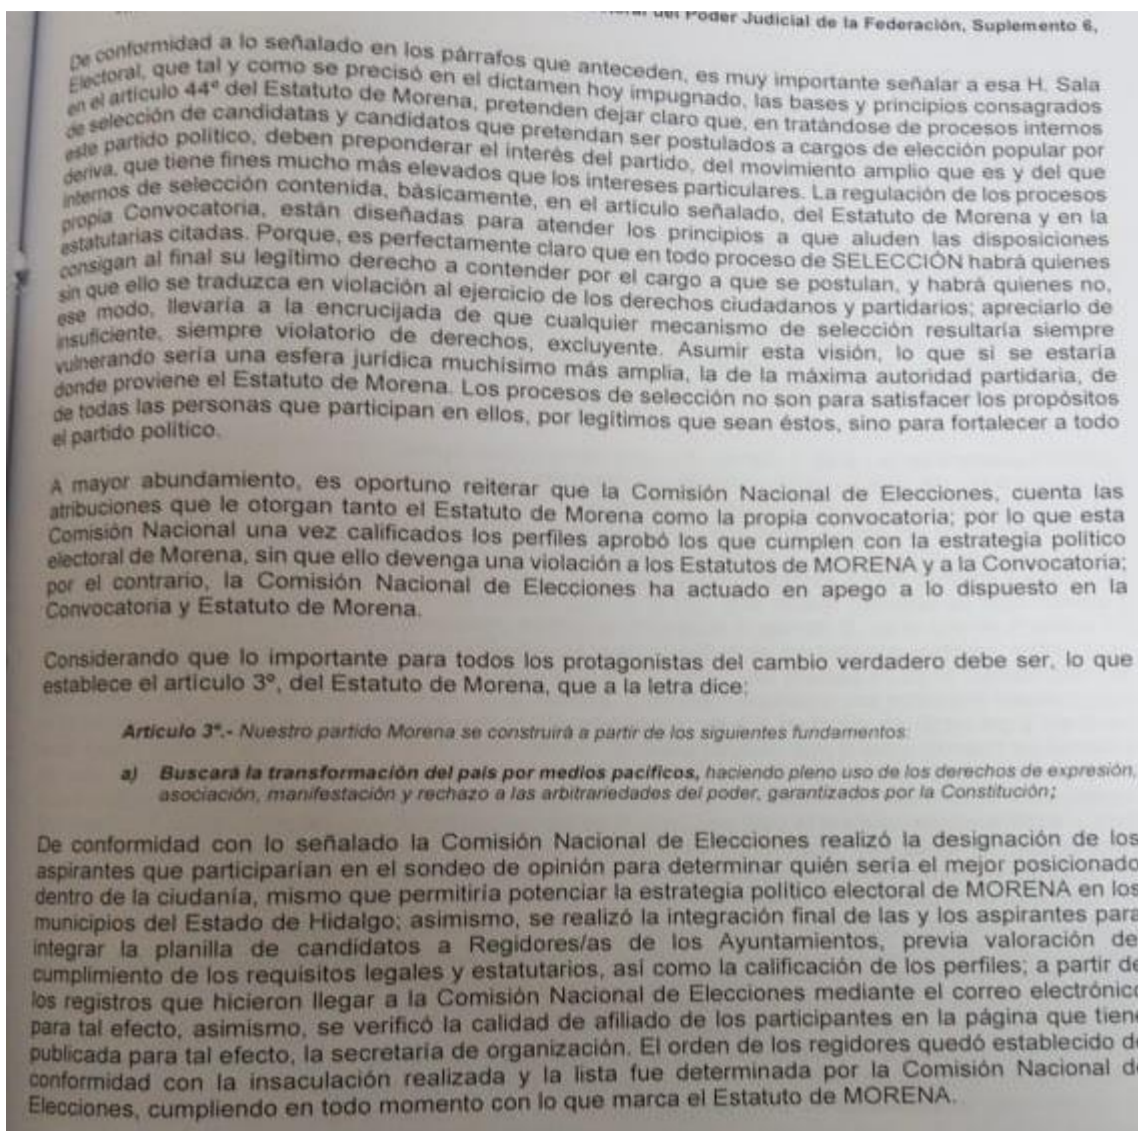 del Poder Judicial de la Federación, Suplemento 6,
De conformidad a lo señalado en los párrafos que anteceden, es muy importante señalar a esa H. Sala
Electoral, que tal y como se precisó en el dictamen hoy impugnado, las bases y principios consagrados
en el artículo 44° del Estatuto de Morena, pretenden dejar claro que, en tratándose de procesos internos
de selección de candidatas y candidatos que pretendan ser postulados a cargos de elección popular por
este partido político, deben preponderar el interés del partido, del movimiento amplio que es y del que
deriva, que tiene fines mucho más elevados que los intereses particulares. La regulación de los procesos
internos de selección contenida, básicamente, en el artículo señalado, del Estatuto de Morena y en la
propia Convocatoria, están diseñadas para atender los principios a que aluden las disposiciones
estatutarias citadas. Porque, es perfectamente claro que en todo proceso de SELECCIÓN habrá quienes
consigan al final su legítimo derecho a contender por el cargo a que se postulan, y habrá quienes no,
sin que ello se traduzca en violación al ejercicio de los derechos ciudadanos y partidarios; apreciarlo de
ese modo, llevaría a la encrucijada de que cualquier mecanismo de selección resultaría siempre
insuficiente, siempre violatorio de derechos, excluyente. Asumir esta visión, lo que si se estaría
vulnerando sería una esfera jurídica muchísimo más amplia, la de la máxima autoridad partidaria, de
donde proviene el Estatuto de Morena. Los procesos de selección no son para satisfacer los propósitos
de todas las personas que participan en ellos, por legítimos que sean éstos, sino para fortalecer a todo
el partido político.
A mayor abundamiento, es oportuno reiterar que la Comisión Nacional de Elecciones, cuenta las
atribuciones que le otorgan tanto el Estatuto de Morena como la propia convocatoria; por lo que esta
Comisión Nacional una vez calificados los perfiles aprobó los que cumplen con la estrategia político
electoral de Morena, sin que ello devenga una violación a los Estatutos de MORENA y a la Convocatoria;
por el contrario, la Comisión Nacional de Elecciones ha actuado en apego a lo dispuesto en la
Convocatoria y Estatuto de Morena.
Considerando que lo importante para todos los protagonistas del cambio verdadero debe ser, lo que
establece el artículo 3º, del Estatuto de Morena, que a la letra dice;
Artículo 3º.- Nuestro partido Morena se construirá a partir de los siguientes fundamentos:
a) Buscará la transformación del país por medios pacíficos, haciendo pleno uso de los derechos de expresión,
asociación, manifestación y rechazo a las arbitrariedades del poder, garantizados por la Constitución;
De conformidad con lo señalado la Comisión Nacional de Elecciones realizó la designación de los
aspirantes que participarían en el sondeo de opinión para determinar quién sería el mejor posicionado
dentro de la ciudanía, mismo que permitiría potenciar la estrategia político electoral de MORENA en los
municipios del Estado de Hidalgo; asimismo, se realizó la integración final de las y los aspirantes para
integrar la planilla de candidatos a Regidores/as de los Ayuntamientos, previa valoración de
cumplimiento de los requisitos legales y estatutarios, así como la calificación de los perfiles; a partir de
los registros que hicieron llegar a la Comisión Nacional de Elecciones mediante el correo electrónico
para tal efecto, asimismo, se verificó la calidad de afiliado de los participantes en la página que tiene
publicada para tal efecto, la secretaría de organización. El orden de los regidores quedó establecido de
conformidad con la insaculación realizada y la lista fue determinada por la Comisión Nacional de
Elecciones, cumpliendo en todo momento con lo que marca el Estatuto de MORENA.